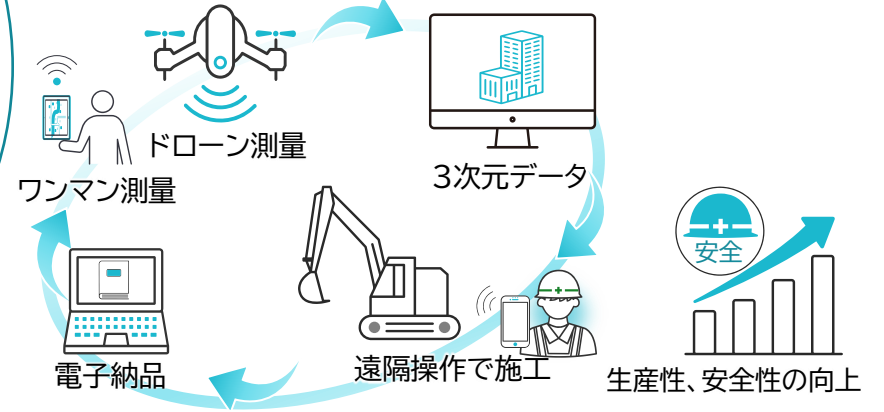 ドローン測量
ワンマン測量
3次元データ
安全
電子納品
遠隔操作で施工
生産性、安全性の向上